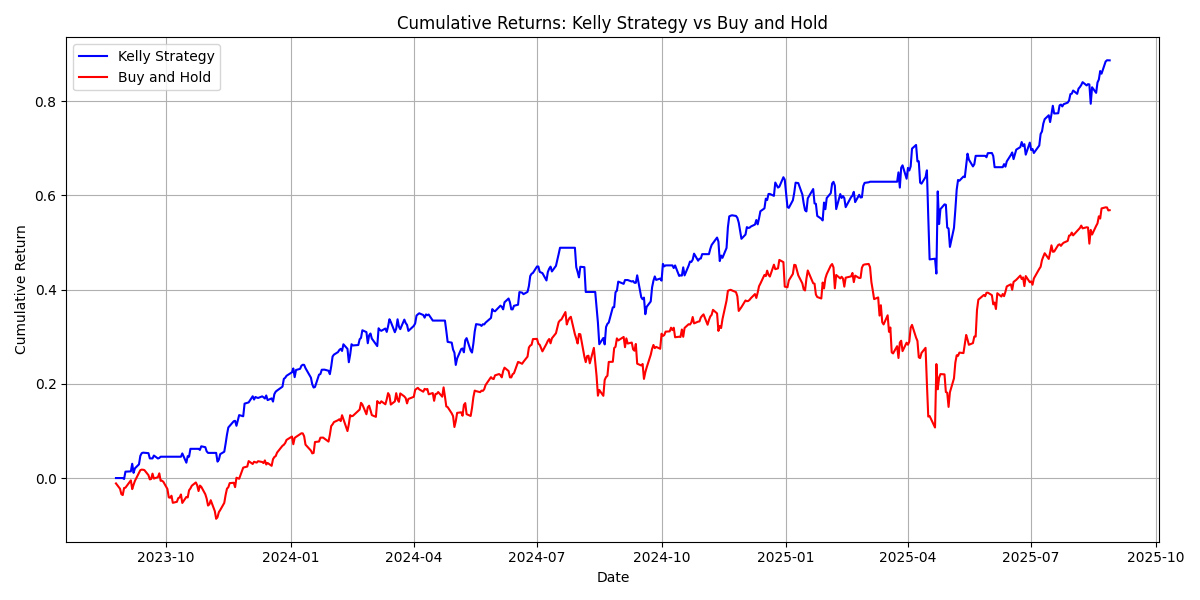 Cumulative Returns: Kelly Strategy vs Buy and Hold
Kelly Strategy
Buy and Hold
Cumulative Return
0.8
0.6
0.4
0.2
0.0
2023-10
2024-01
2024-04
2024-07
2024-10
2025-01
2025-04
2025-07
2025-10
Date